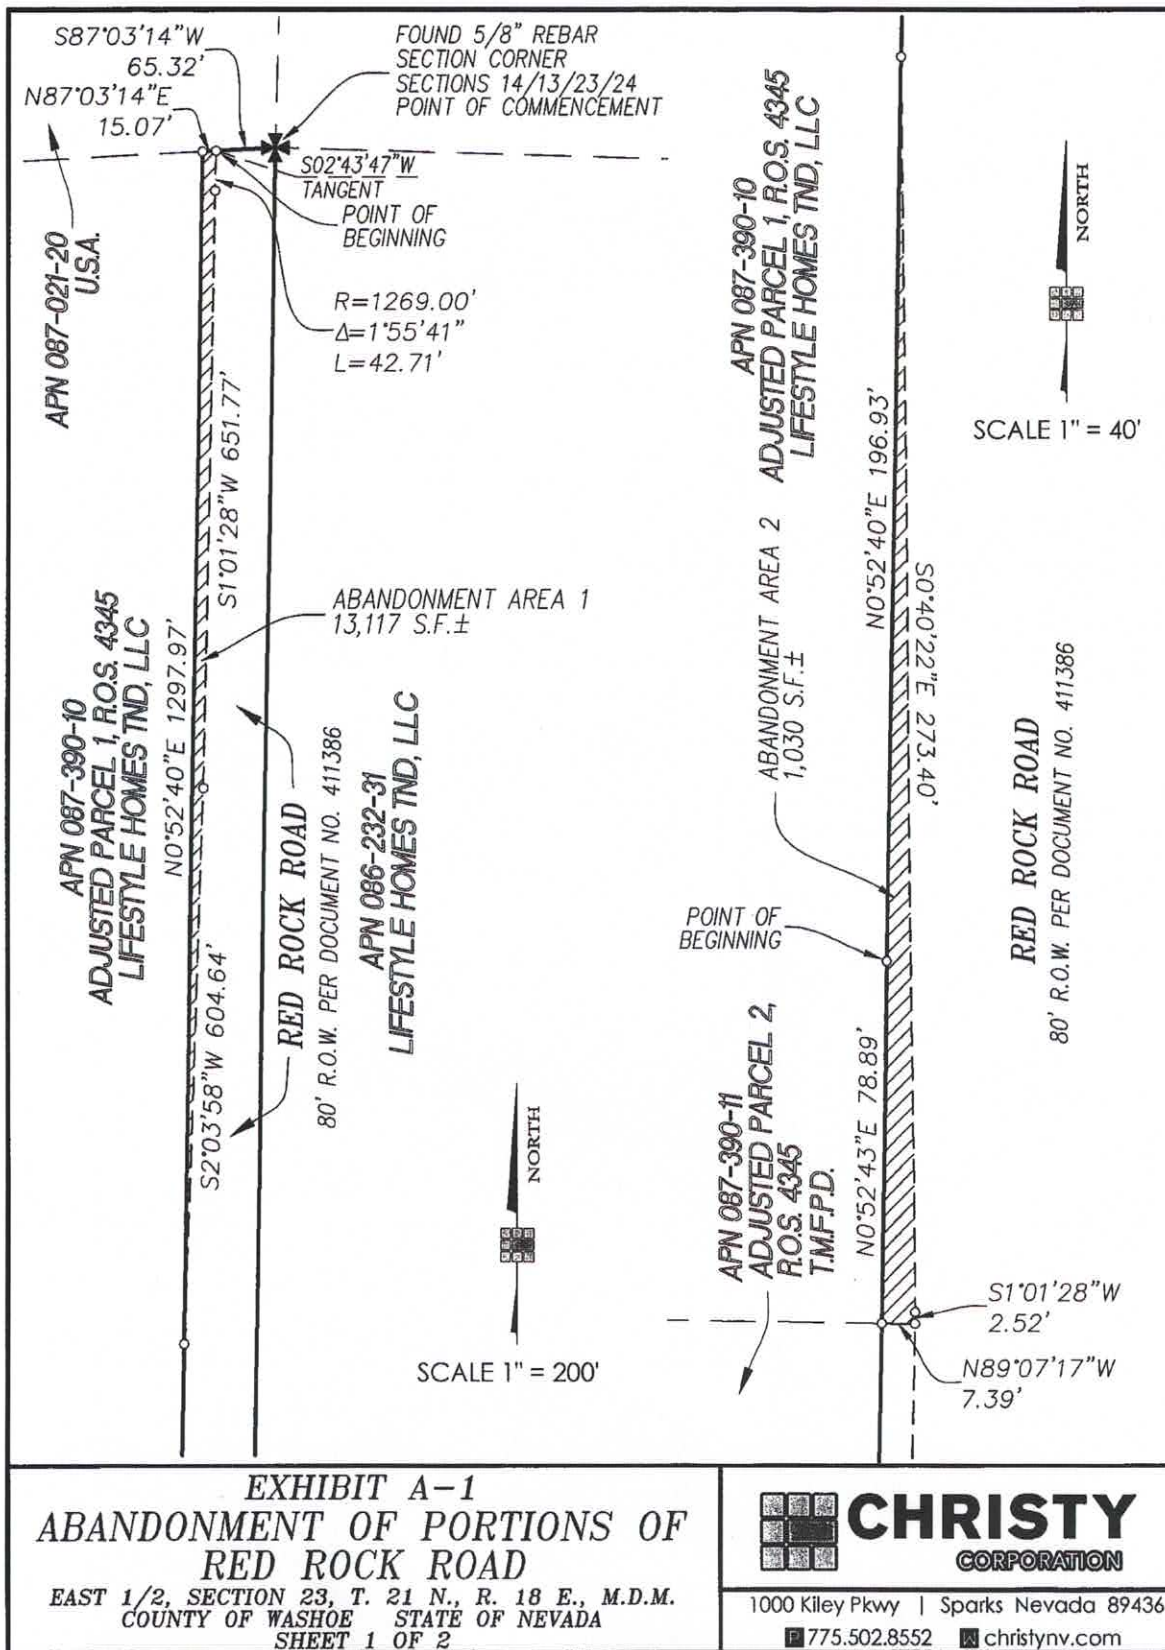 S87°03'14"W
65.32'
N87°03'14"E
15.07'
FOUND 5/8" REBAR
SECTION CORNER
SECTIONS 14/13/23/24
POINT OF COMMENCEMENT
S02°43'47"W
TANGENT
POINT OF
BEGINNING
R=1269.00'
Δ=1°55'41"
L=42.71'
APN 087-021-20
U.S.A.
S1°01'28"W 651.77'
ABANDONMENT AREA 1
13,117 S.F.±
APN 087-390-10
ADJUSTED PARCEL 1, R.O.S. 4345
LIFESTYLE HOMES TND, LLC
N0°52'40"E 1297.97'
S2°03'58"W 604.64'
RED ROCK ROAD
80' R.O.W. PER DOCUMENT NO. 411386
APN 086-232-31
LIFESTYLE HOMES TND, LLC
NORTH
SCALE 1" = 200'
APN 087-390-10
ADJUSTED PARCEL 1, R.O.S. 4345
LIFESTYLE HOMES TND, LLC
NORTH
SCALE 1" = 40'
N0°52'40"E 196.93'
S0°40'22"E 273.40'
ABANDONMENT AREA 2
1,030 S.F.±
RED ROCK ROAD
80' R.O.W. PER DOCUMENT NO. 411386
POINT OF
BEGINNING
N0°52'43"E 78.89'
APN 087-390-11
ADJUSTED PARCEL 2,
R.O.S. 4345
T.M.F.P.D.
S1°01'28"W
2.52'
N89°07'17"W
7.39'
EXHIBIT A-1
ABANDONMENT OF PORTIONS OF
RED ROCK ROAD
EAST 1/2, SECTION 23, T. 21 N., R. 18 E., M.D.M.
COUNTY OF WASHOE STATE OF NEVADA
SHEET 1 OF 2
CHRISTY
CORPORATION
1000 Kiley Pkwy | Sparks Nevada 89436
P 775.502.8552 W christynv.com